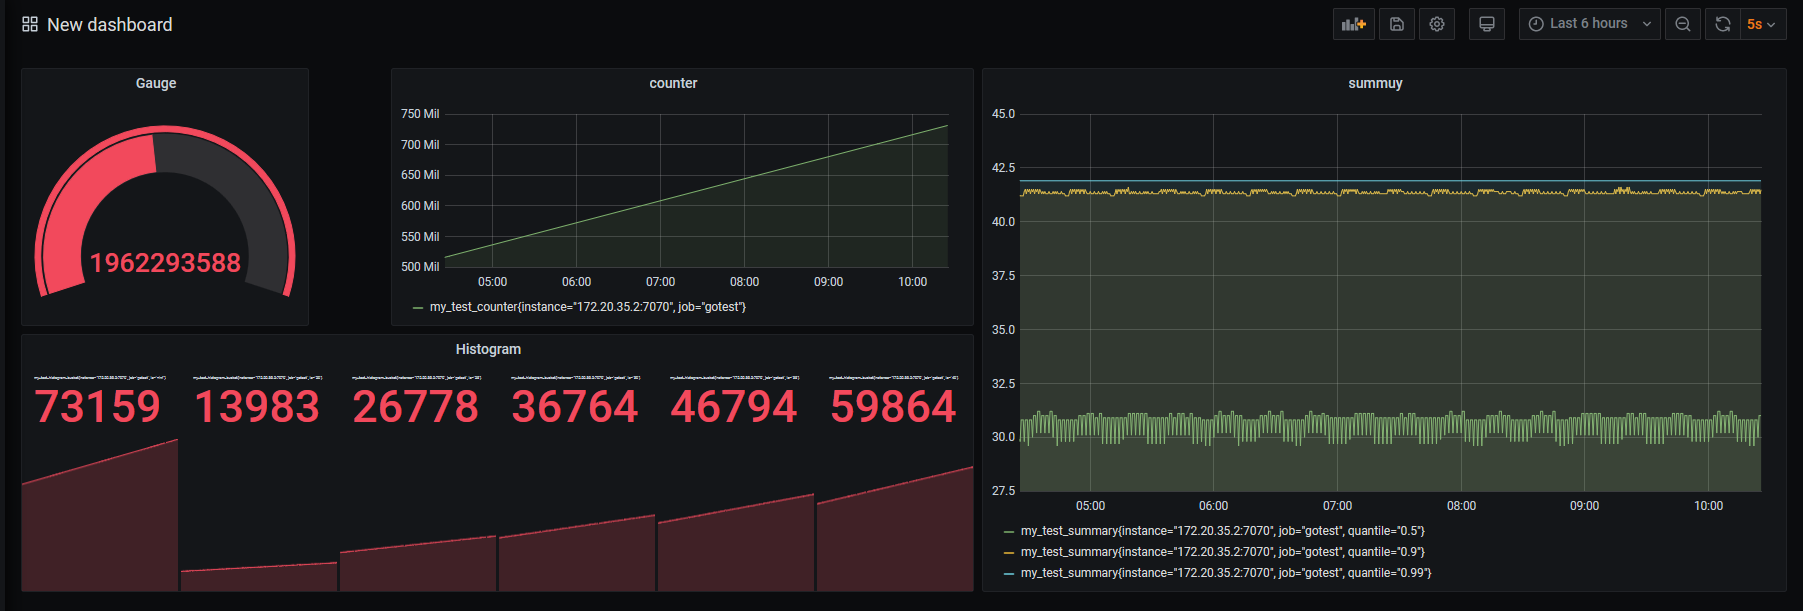 New dashboard
Last 6 hours
5s
Gauge
1962293588
counter
750 Mil
700 Mil
650 Mil
600 Mil
550 Mil
500 Mil
05:00 06:00 07:00 08:00 09:00 10:00
my_test_counter{instance="172.20.35.2:7070", job="gotest"}
Histogram
73159 13983 26778 36764 46794 59864
summuy
45.0
42.5
40.0
37.5
35.0
32.5
30.0
27.5
05:00 06:00 07:00 08:00 09:00 10:00
my_test_summary{instance="172.20.35.2:7070", job="gotest", quantile="0.5"}
my_test_summary{instance="172.20.35.2:7070", job="gotest", quantile="0.9"}
my_test_summary{instance="172.20.35.2:7070", job="gotest", quantile="0.99"}